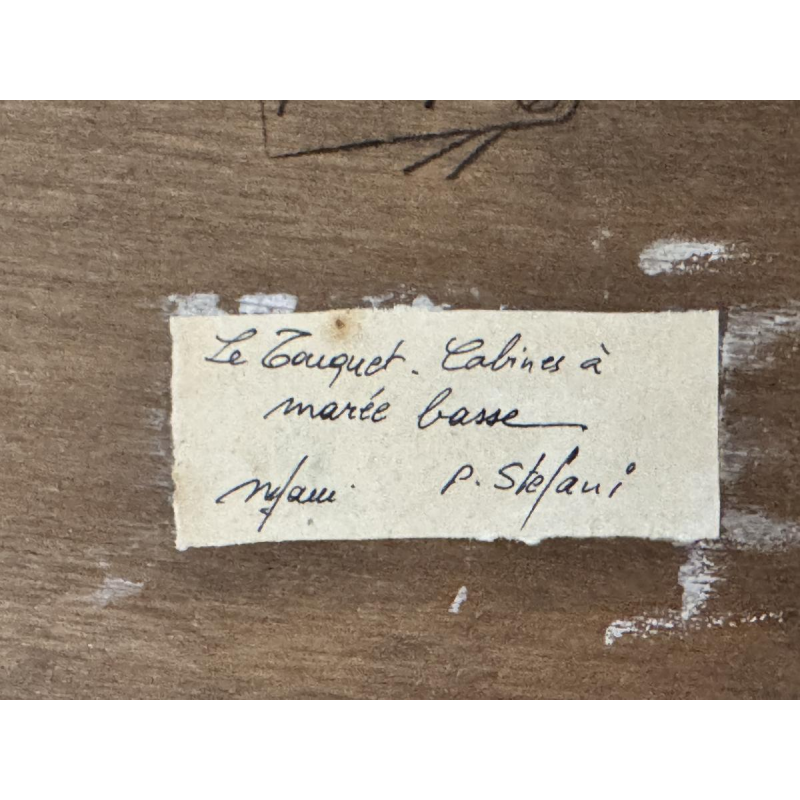 Le Touquet. Cabines à
marée basse
P. Stefani